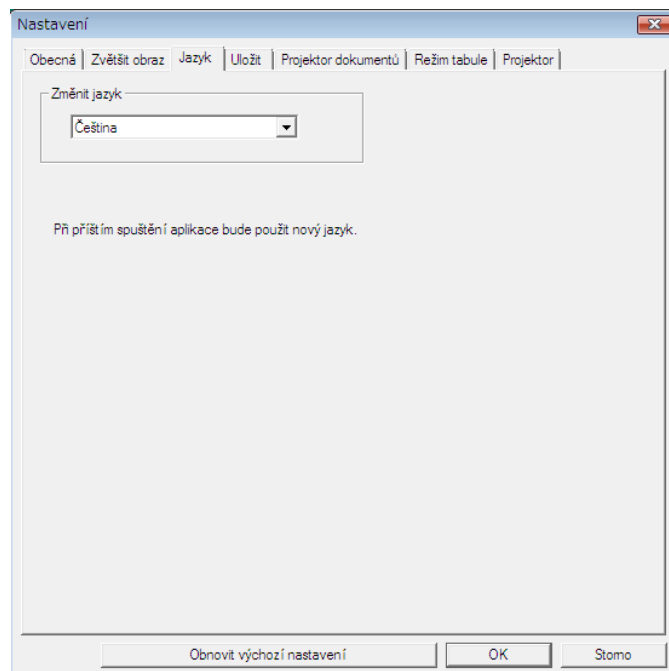 Nastavení
Obecná Zvětšit obraz Jazyk Uložit Projektor dokumentů Režim tabule Projektor
Změnit jazyk
Čeština
Při příštím spuštění aplikace bude použit nový jazyk.
Obnovit výchozí nastavení OK Storno